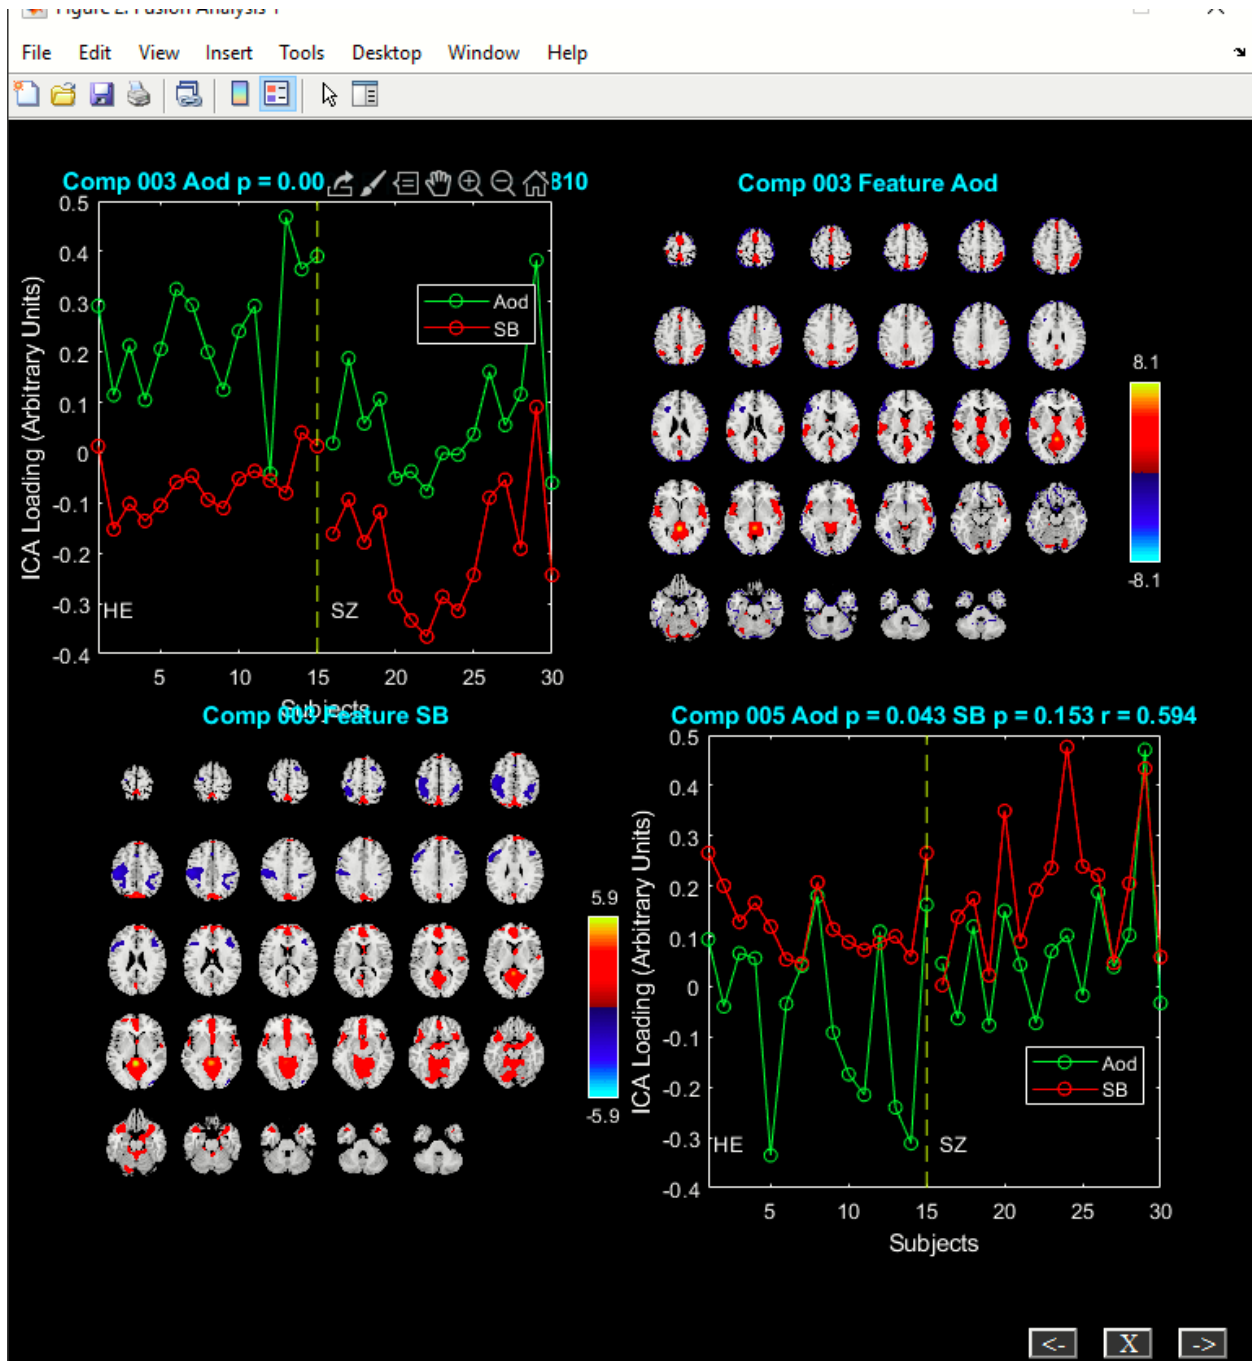 Figure 2: Fusion Analysis 1
File Edit View Insert Tools Desktop Window Help
Comp 003 Aod p = 0.00
810
0.5
0.4
0.3
0.2
0.1
0
-0.1
-0.2
-0.3
-0.4
ICA Loading (Arbitrary Units)
Aod
SB
HE
SZ
5 10 15 20 25 30
Subjects
Comp 003 Feature Aod
8.1
-8.1
Comp 003 Feature SB
5.9
-5.9
Comp 005 Aod p = 0.043 SB p = 0.153 r = 0.594
0.5
0.4
0.3
0.2
0.1
0
-0.1
-0.2
-0.3
-0.4
ICA Loading (Arbitrary Units)
Aod
SB
HE
SZ
5 10 15 20 25 30
Subjects
<- X ->